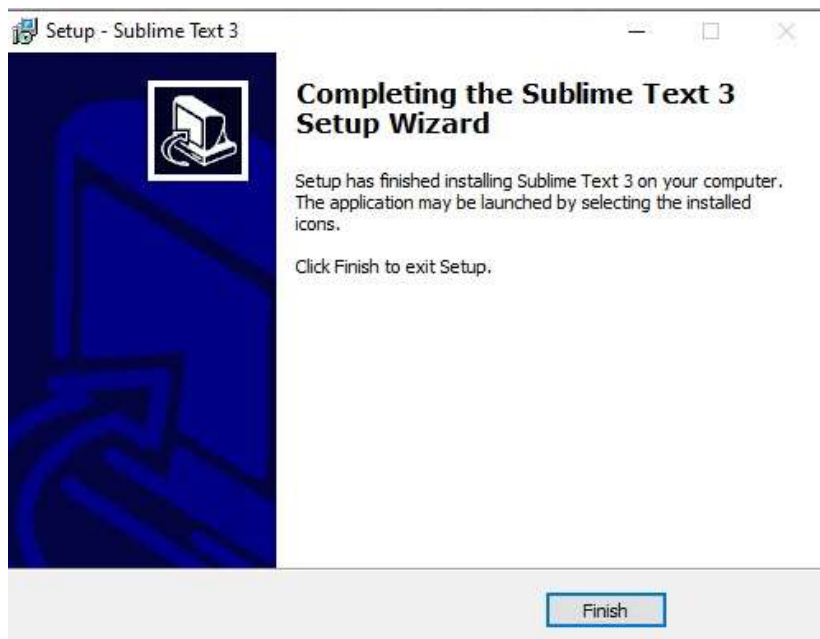 Setup - Sublime Text 3
Completing the Sublime Text 3
Setup Wizard
Setup has finished installing Sublime Text 3 on your computer.
The application may be launched by selecting the installed
icons.
Click Finish to exit Setup.
Finish